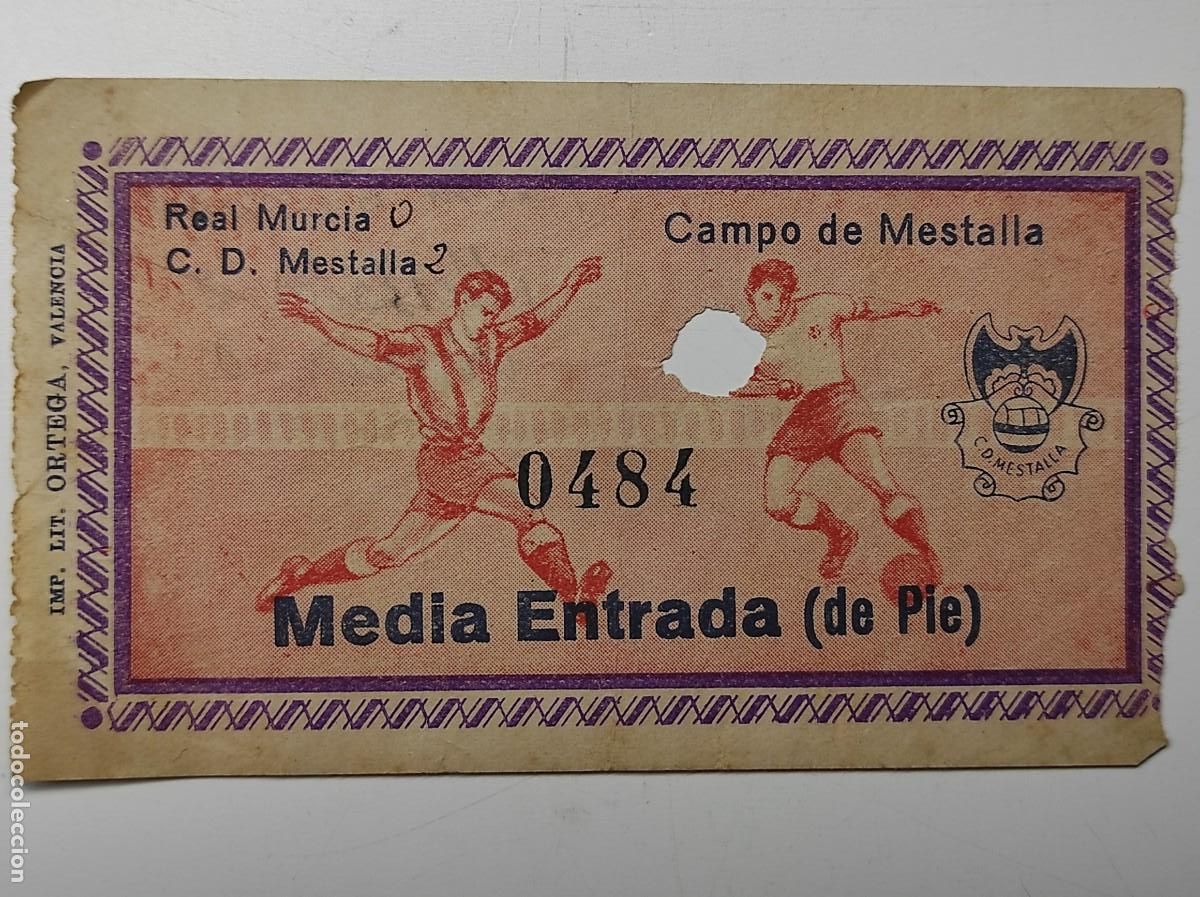 Real Murcia 0
C. D. Mestalla 2
Campo de Mestalla
C.D. MESTALLA
0484
Media Entrada (de Pie)
IMP. LIT. ORTEGA, VALENCIA
todocoleccion